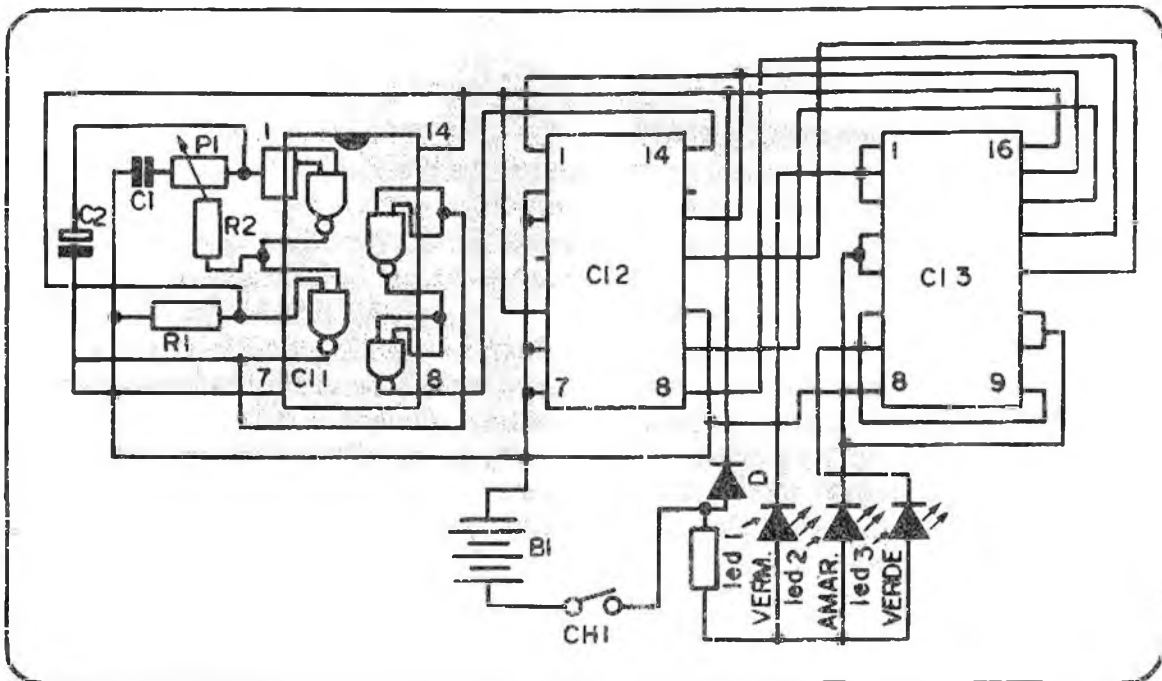 1
14
P1
C1
C2
R2
R1
7
CI1
8
1
14
CI2
7
8
1
16
CI3
8
9
D
B1
CH1
led 1
VERM.
led 2
AMAR.
led 3
VERDE